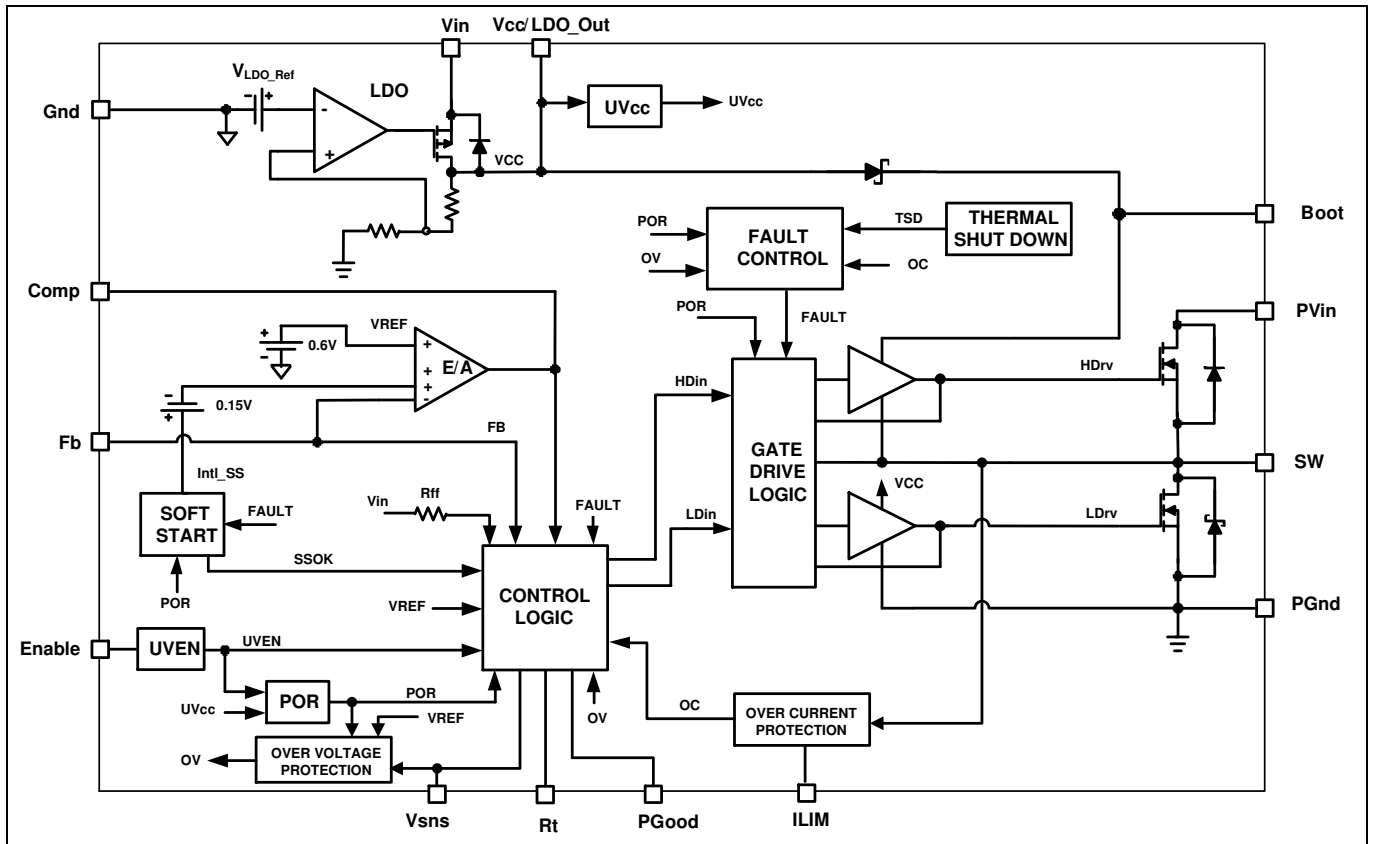 Vin
Vcc/LDO_Out
VLDO_Ref
LDO
Gnd
-
+
-
+
UVcc
UVcc
VCC
Boot
POR
OV
FAULT
CONTROL
TSD
THERMAL
SHUT DOWN
OC
Comp
POR
FAULT
PVin
VREF
+
-
0.6V
+
+
+
-
E/A
HDrv
HDin
-
+
0.15V
Fb
FB
GATE
DRIVE
LOGIC
SW
Intl_SS
VCC
Vin
Rff
FAULT
SOFT
START
FAULT
LDin
LDrv
SSOK
POR
VREF
CONTROL
LOGIC
PGnd
Enable
UVEN
UVEN
UVcc
POR
POR
VREF
OV
OC
OVER CURRENT
PROTECTION
OV
OVER VOLTAGE
PROTECTION
Vsns
Rt
PGood
ILIM